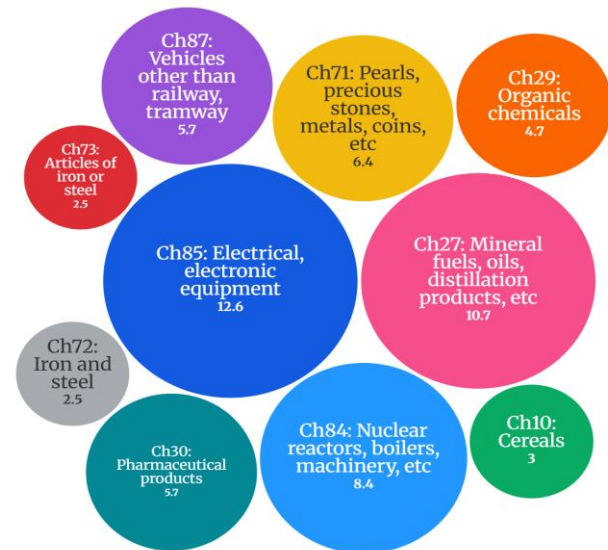 Ch87:
Vehicles
other than
railway,
tramway
5.7
Ch71: Pearls,
precious
stones,
metals, coins,
etc
6.4
Ch29:
Organic
chemicals
4.7
Ch73:
Articles of
iron or
steel
2.5
Ch85: Electrical,
electronic
equipment
12.6
Ch27: Mineral
fuels, oils,
distillation
products, etc
10.7
Ch72:
Iron and
steel
2.5
Ch30:
Pharmaceutical
products
5.7
Ch84: Nuclear
reactors, boilers,
machinery, etc
8.4
Ch10:
Cereals
3